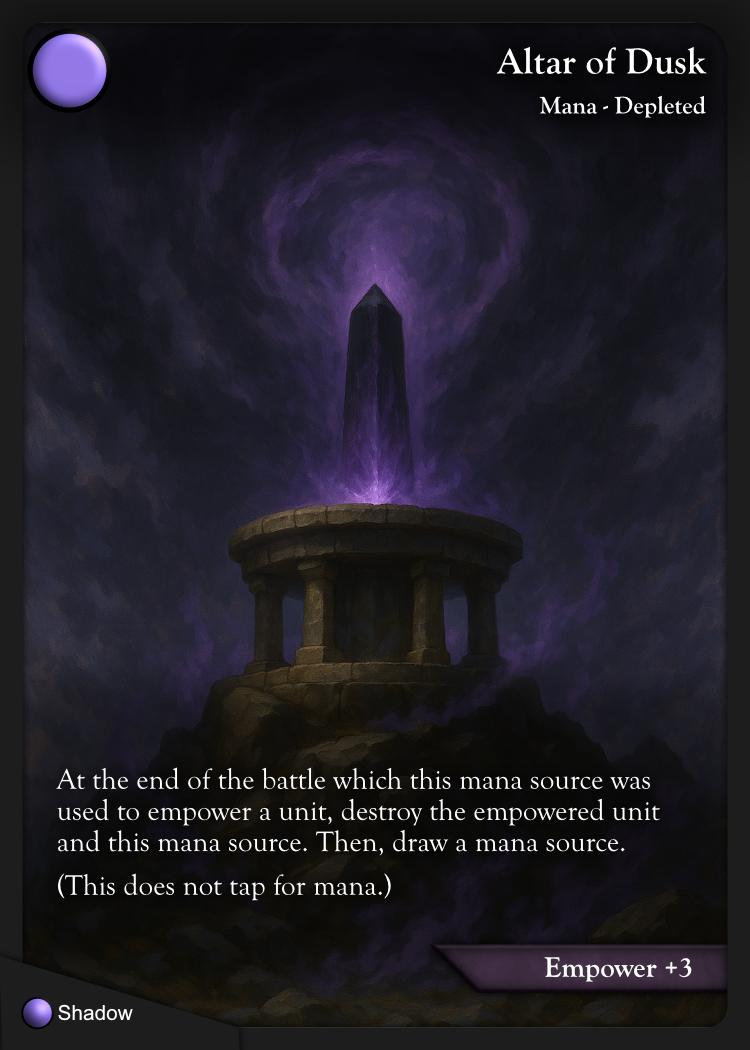 Altar of Dusk
Mana - Depleted
At the end of the battle which this mana source was
used to empower a unit, destroy the empowered unit
and this mana source. Then, draw a mana source.
(This does not tap for mana.)
Empower +3
Shadow